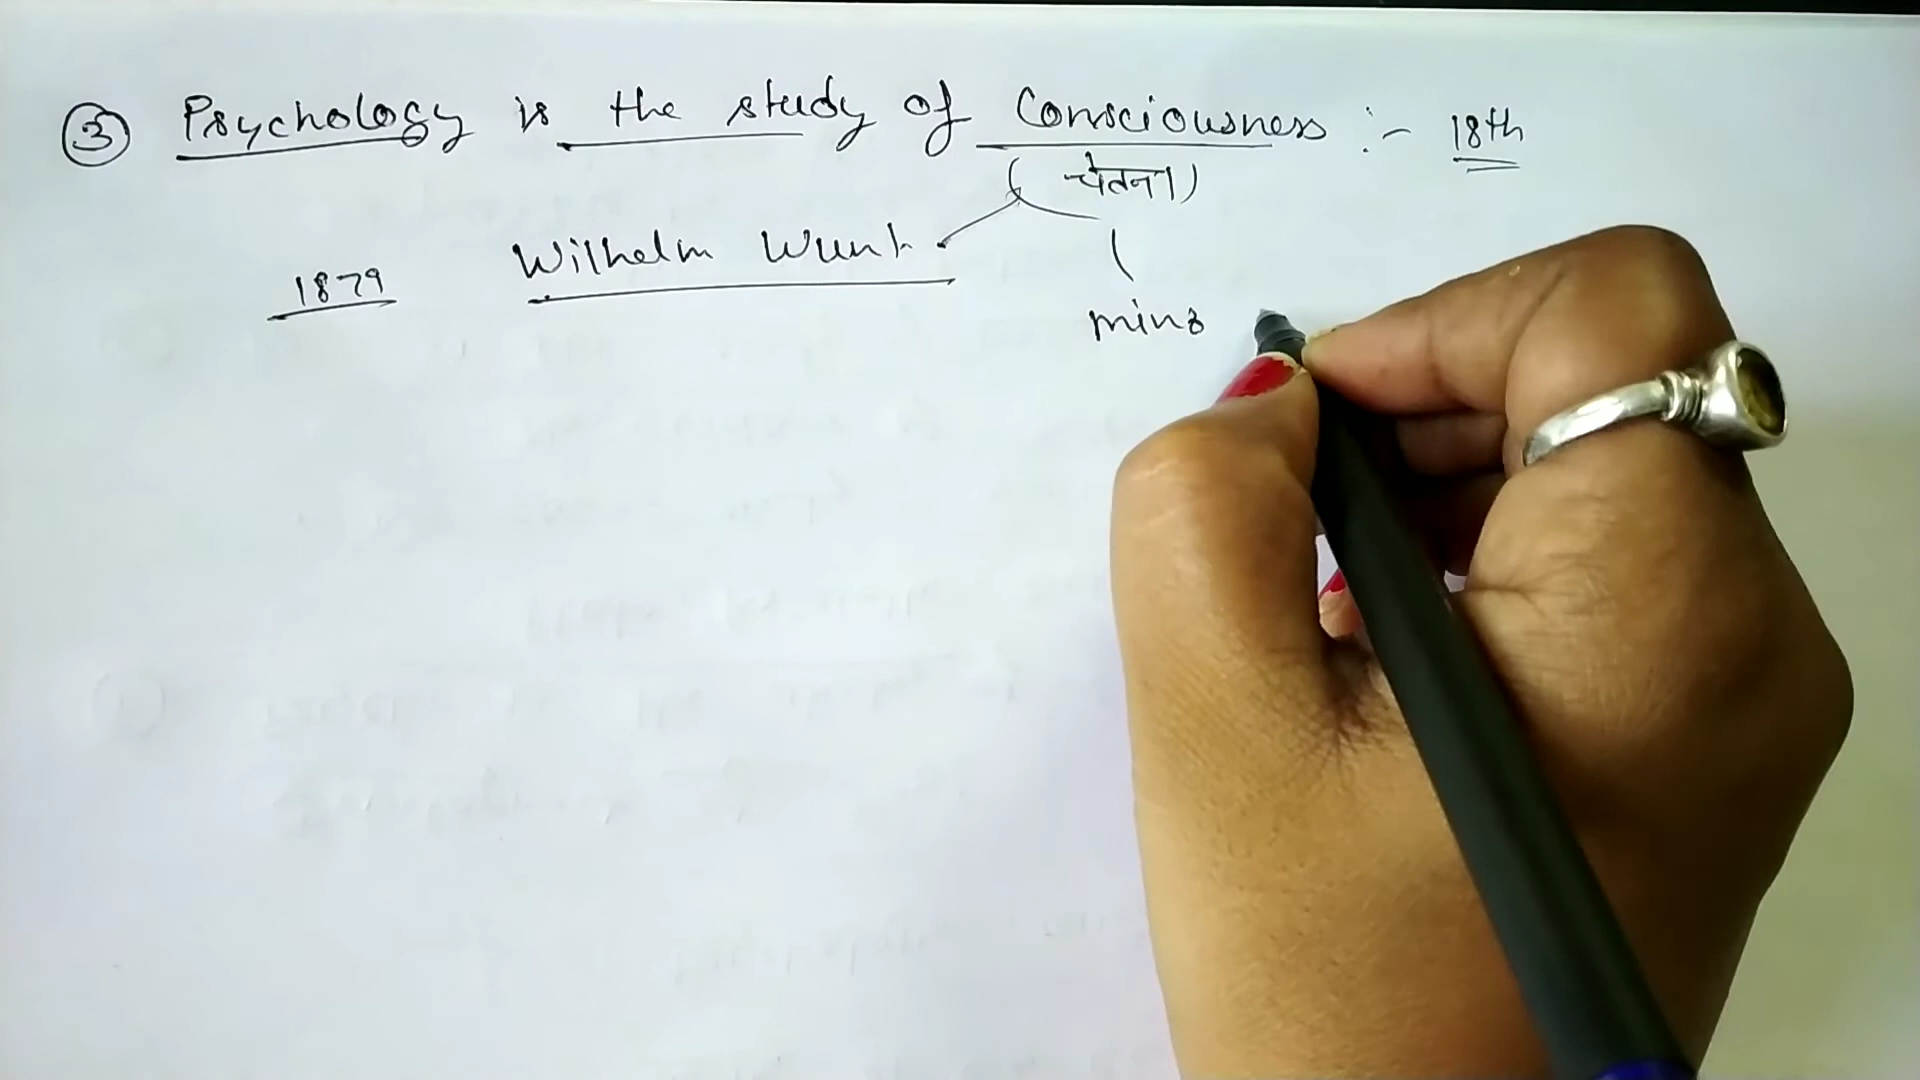 ③ Psychology is the study of Consciousness :- 18th
(चेतना)
Wilhelm Wunt
1879
mind